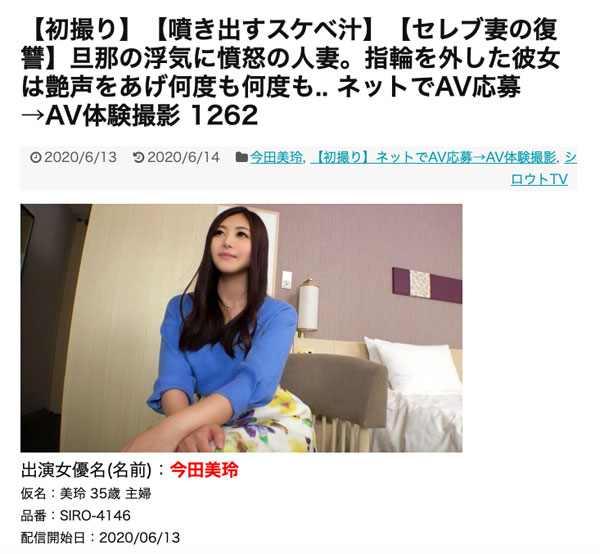 【初撮り】【噴き出すスケベ汁】【セレブ妻の復
讐】旦那の浮気に憤怒の人妻。指輪を外した彼女
は艶声をあげ何度も何度も.. ネットでAV応募
→AV体験撮影 1262
2020/6/13 2020/6/14 今田美玲, 【初撮り】ネットでAV応募→AV体験撮影, シ
ロウトTV
出演女優名(名前)：今田美玲
仮名：美玲 35歳 主婦
品番：SIRO-4146
配信開始日：2020/06/13